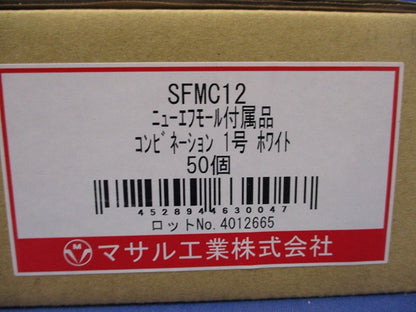 SFMC12
ニューエフモール付属品
コンビネーション 1号 ホワイト
50個
4528944630047
ロットNo. 4012665
M
マサル工業株式会社